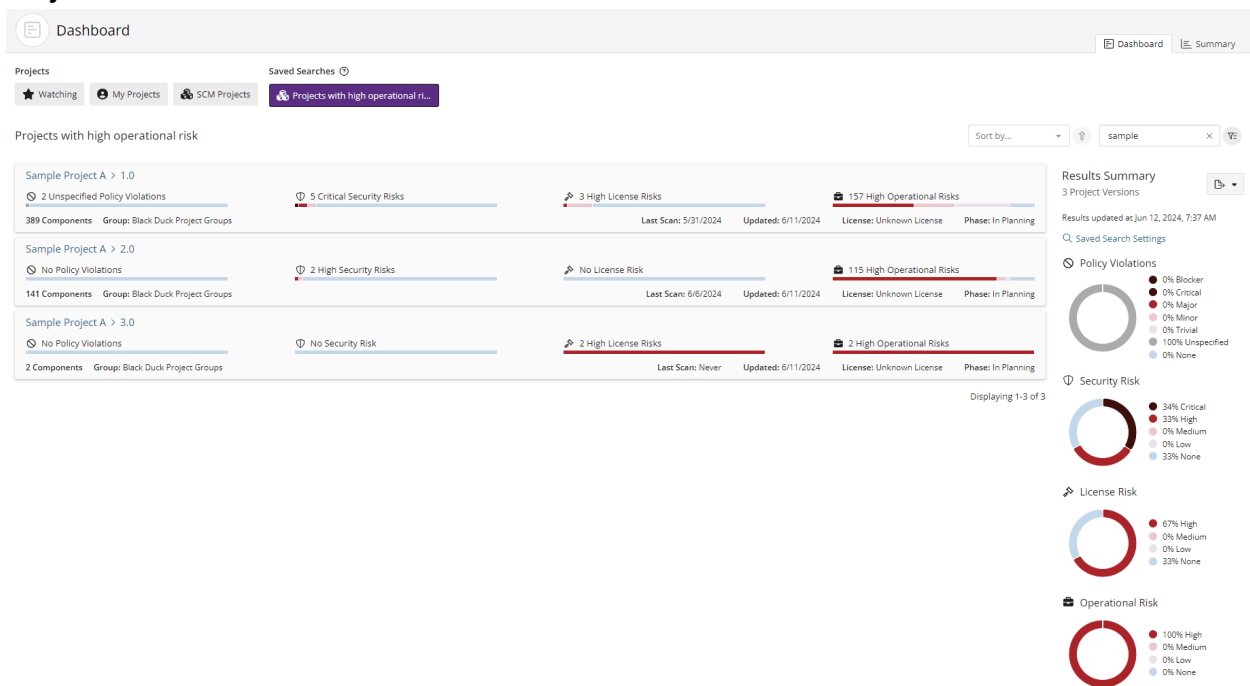 Dashboard
Dashboard
Summary
Projects
Saved Searches
Watching
My Projects
SCM Projects
Projects with high operational ri...
Projects with high operational risk
Sort by...
sample
Sample Project A > 1.0
2 Unspecified Policy Violations
5 Critical Security Risks
3 High License Risks
157 High Operational Risks
389 Components Group: Black Duck Project Groups
Last Scan: 5/31/2024 Updated: 6/11/2024 License: Unknown License Phase: In Planning
Sample Project A > 2.0
No Policy Violations
2 High Security Risks
No License Risk
115 High Operational Risks
141 Components Group: Black Duck Project Groups
Last Scan: 6/6/2024 Updated: 6/11/2024 License: Unknown License Phase: In Planning
Sample Project A > 3.0
No Policy Violations
No Security Risk
2 High License Risks
2 High Operational Risks
2 Components Group: Black Duck Project Groups
Last Scan: Never Updated: 6/11/2024 License: Unknown License Phase: In Planning
Displaying 1-3 of 3
Results Summary
3 Project Versions
Results updated at Jun 12, 2024, 7:37 AM
Saved Search Settings
Policy Violations
0% Blocker
0% Critical
0% Major
0% Minor
0% Trivial
100% Unspecified
0% None
Security Risk
34% Critical
33% High
0% Medium
0% Low
33% None
License Risk
67% High
0% Medium
0% Low
33% None
Operational Risk
100% High
0% Medium
0% Low
0% None